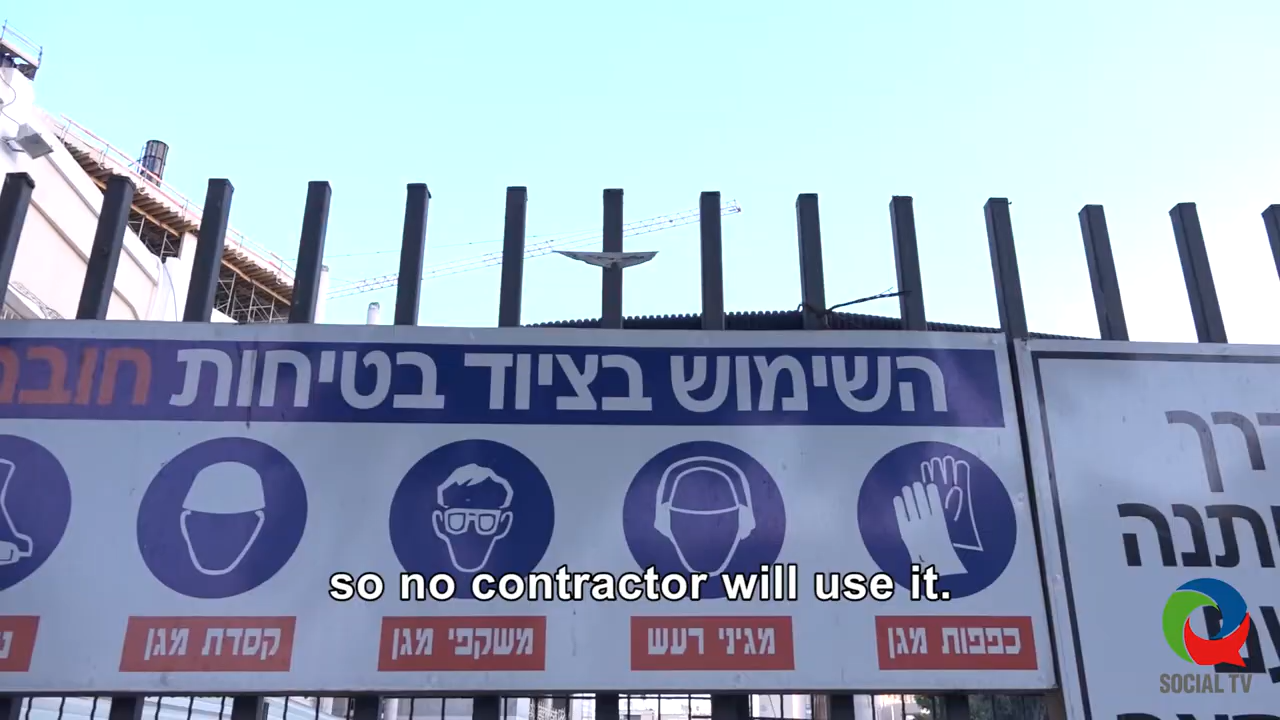 השימוש בציוד בטיחות
כפפות מגן
מגיני רעש
משקפי מגן
קסדת מגן
so no contractor will use it.
SOCIAL TV